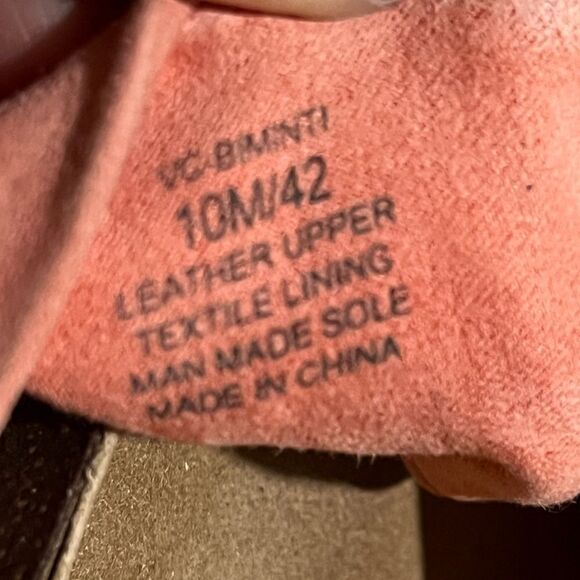 VC-BIMINTI
10M/42
LEATHER UPPER
TEXTILE LINING
MAN MADE SOLE
MADE IN CHINA